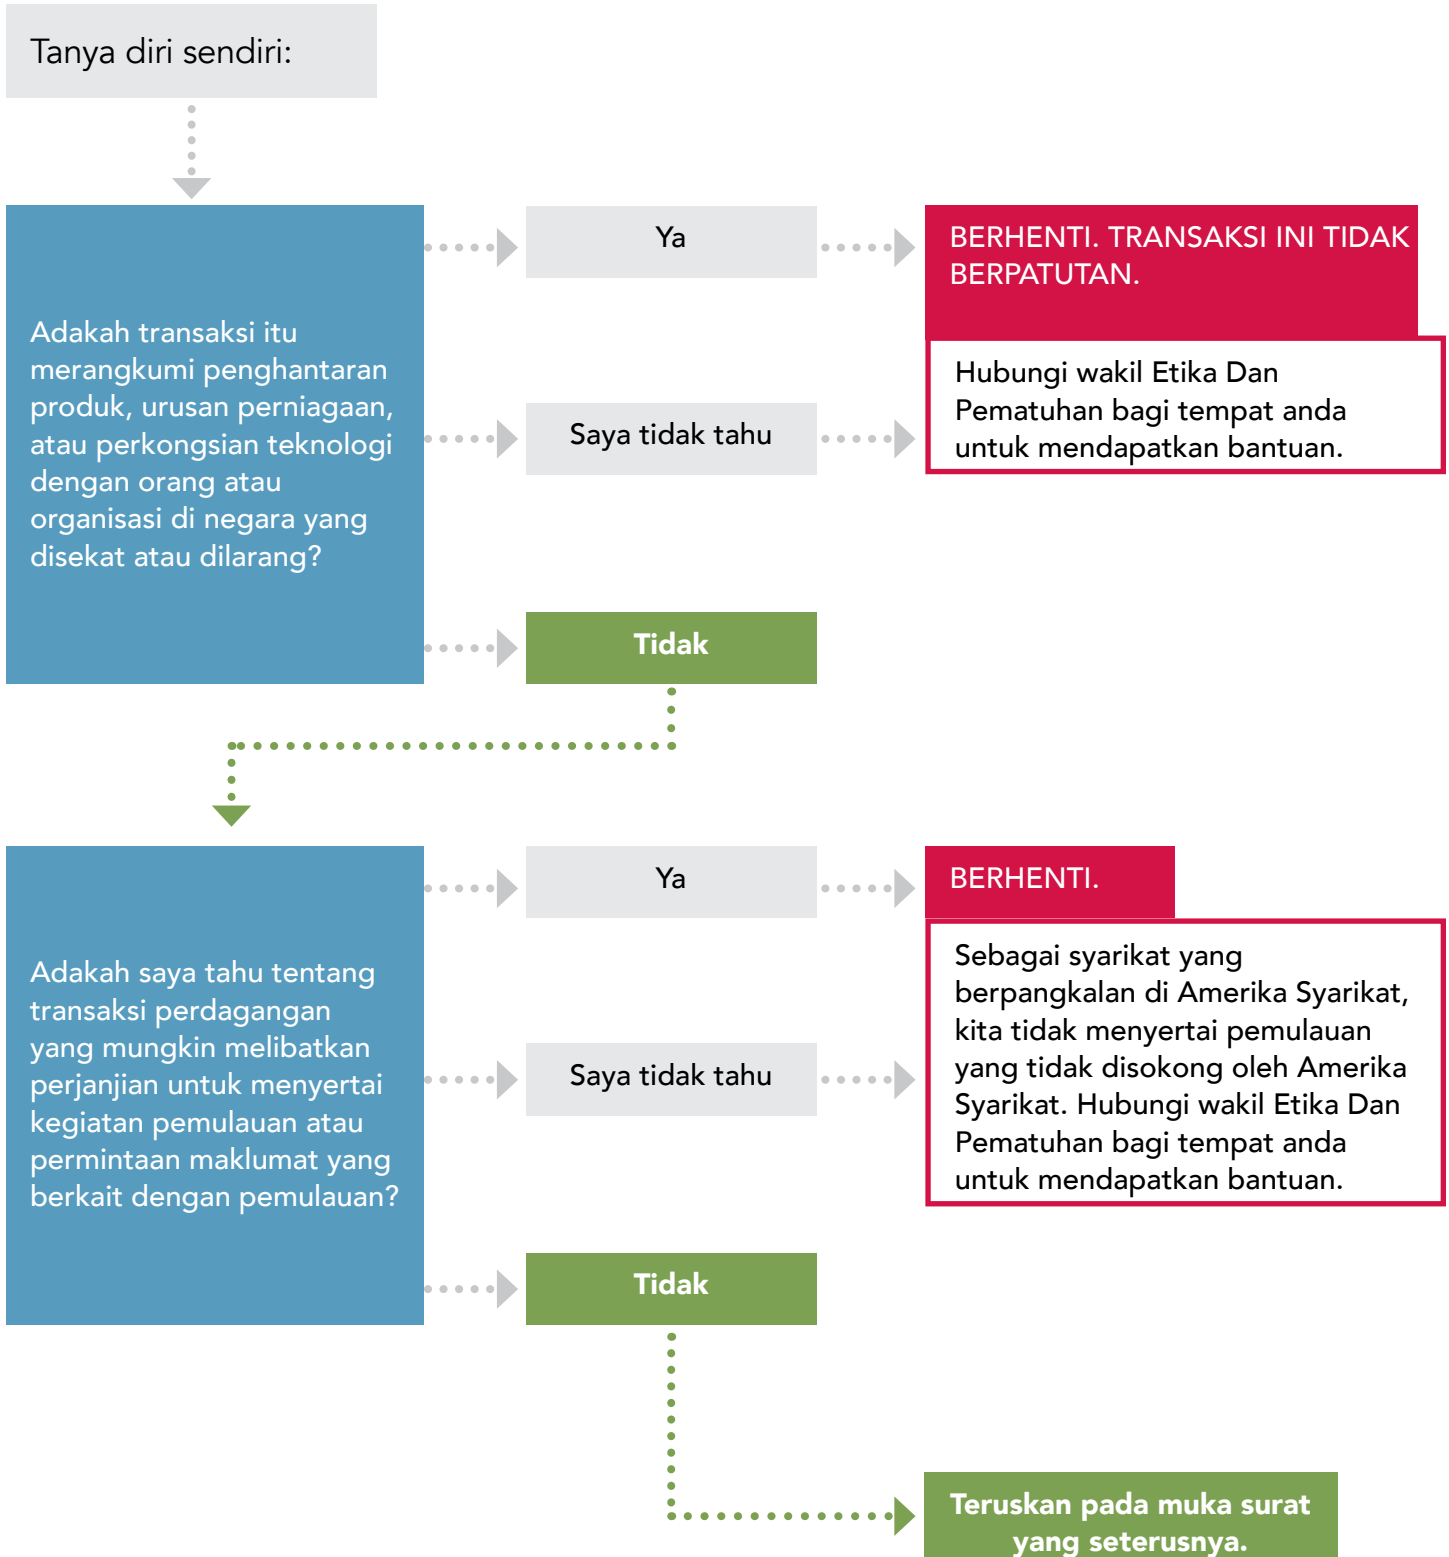 Tanya diri sendiri:
Adakah transaksi itu
merangkumi penghantaran
produk, urusan perniagaan,
atau perkongsian teknologi
dengan orang atau
organisasi di negara yang
disekat atau dilarang?
Ya
BERHENTI. TRANSAKSI INI TIDAK
BERPATUTAN.
Saya tidak tahu
Hubungi wakil Etika Dan
Pematuhan bagi tempat anda
untuk mendapatkan bantuan.
Tidak
Adakah saya tahu tentang
transaksi perdagangan
yang mungkin melibatkan
perjanjian untuk menyertai
kegiatan pemulauan atau
permintaan maklumat yang
berkait dengan pemulauan?
Ya
BERHENTI.
Saya tidak tahu
Sebagai syarikat yang
berpangkalan di Amerika Syarikat,
kita tidak menyertai pemulauan
yang tidak disokong oleh Amerika
Syarikat. Hubungi wakil Etika Dan
Pematuhan bagi tempat anda
untuk mendapatkan bantuan.
Tidak
Teruskan pada muka surat
yang seterusnya.